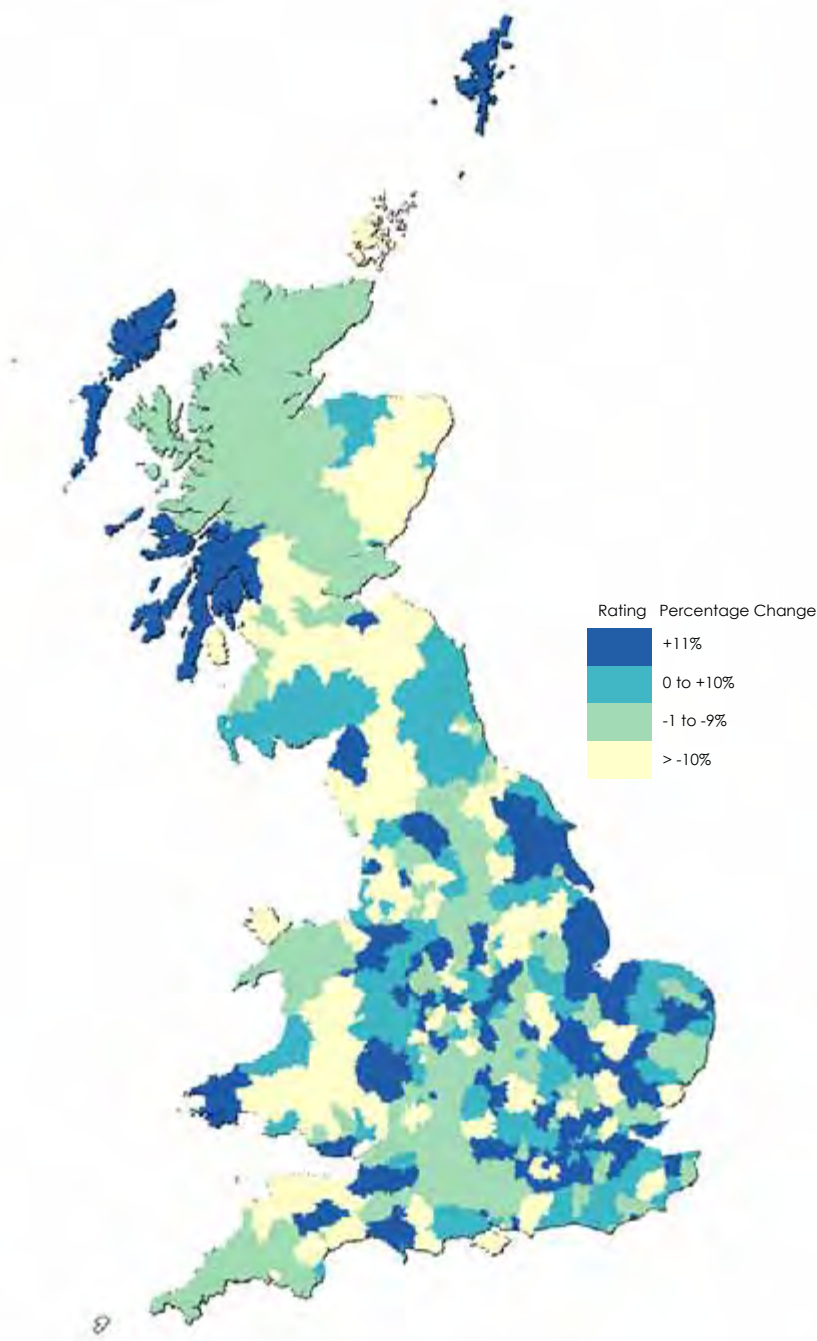 Rating Percentage Change
+11%
0 to +10%
-1 to -9%
> -10%